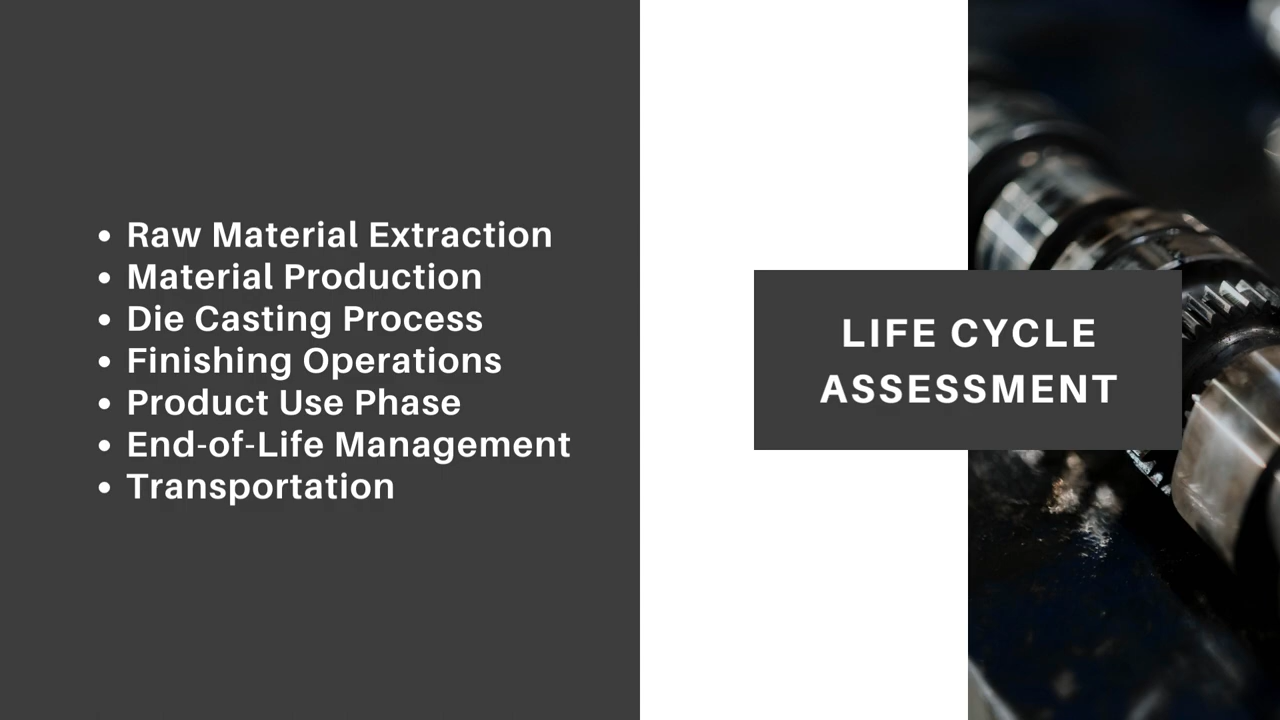 • Raw Material Extraction
• Material Production
• Die Casting Process
• Finishing Operations
• Product Use Phase
• End-of-Life Management
• Transportation
LIFE CYCLE
ASSESSMENT